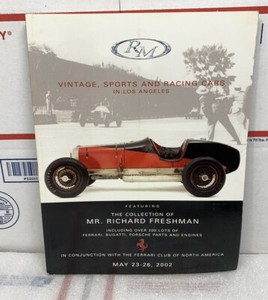 RM
VINTAGE, SPORTS AND RACING CARS
IN LOS ANGELES
FEATURING
THE COLLECTION OF
MR. RICHARD FRESHMAN
INCLUDING OVER 250 LOTS OF
FERRARI, BUGATTI, PORSCHE PARTS AND ENGINES
IN CONJUNCTION WITH THE FERRARI CLUB OF NORTH AMERICA
MAY 23-26, 2002